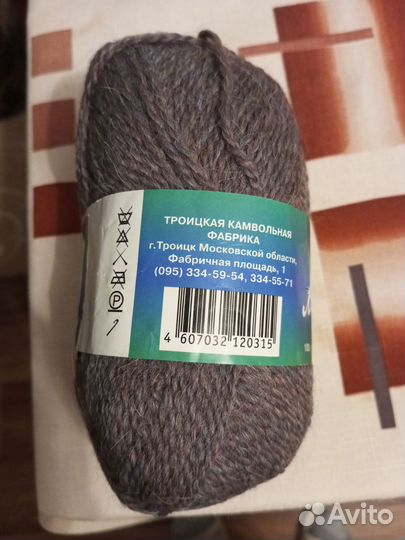 ТРОИЦКАЯ КАМВОЛЬНАЯ
ФАБРИКА
г.Троицк Московской области,
Фабричная площадь, 1
(095) 334-59-54, 334-55-71
4 607032 120315
P
Avito